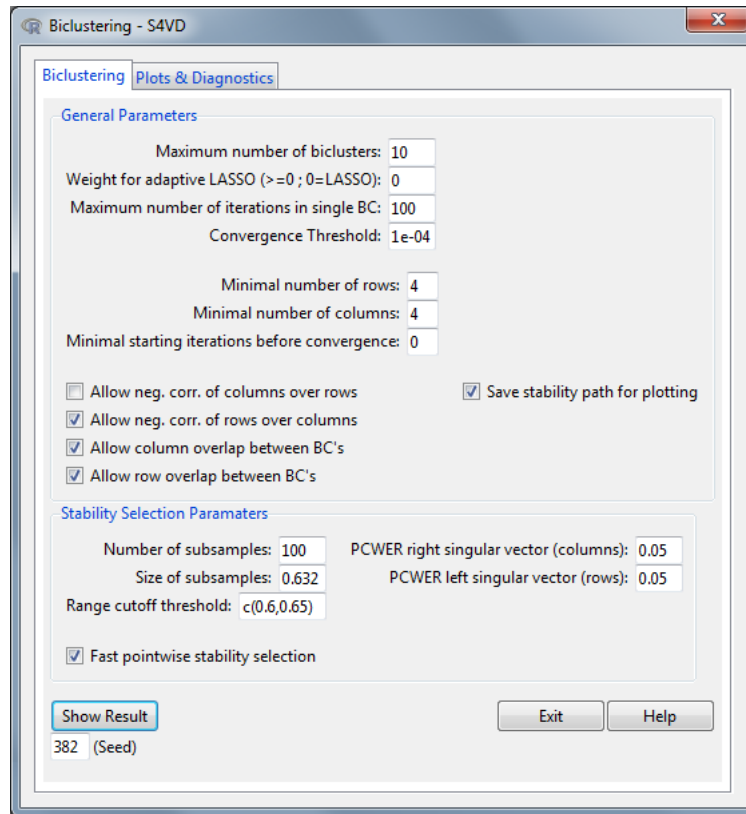 Biclustering - S4VD
Biclustering Plots & Diagnostics
General Parameters
Maximum number of biclusters: 10
Weight for adaptive LASSO (>=0 ; 0=LASSO): 0
Maximum number of iterations in single BC: 100
Convergence Threshold: 1e-04
Minimal number of rows: 4
Minimal number of columns: 4
Minimal starting iterations before convergence: 0
Allow neg. corr. of columns over rows Save stability path for plotting
Allow neg. corr. of rows over columns
Allow column overlap between BC's
Allow row overlap between BC's
Stability Selection Paramaters
Number of subsamples: 100 PCWER right singular vector (columns): 0.05
Size of subsamples: 0.632 PCWER left singular vector (rows): 0.05
Range cutoff threshold: c(0.6,0.65)
Fast pointwise stability selection
Show Result Exit Help
382 (Seed)